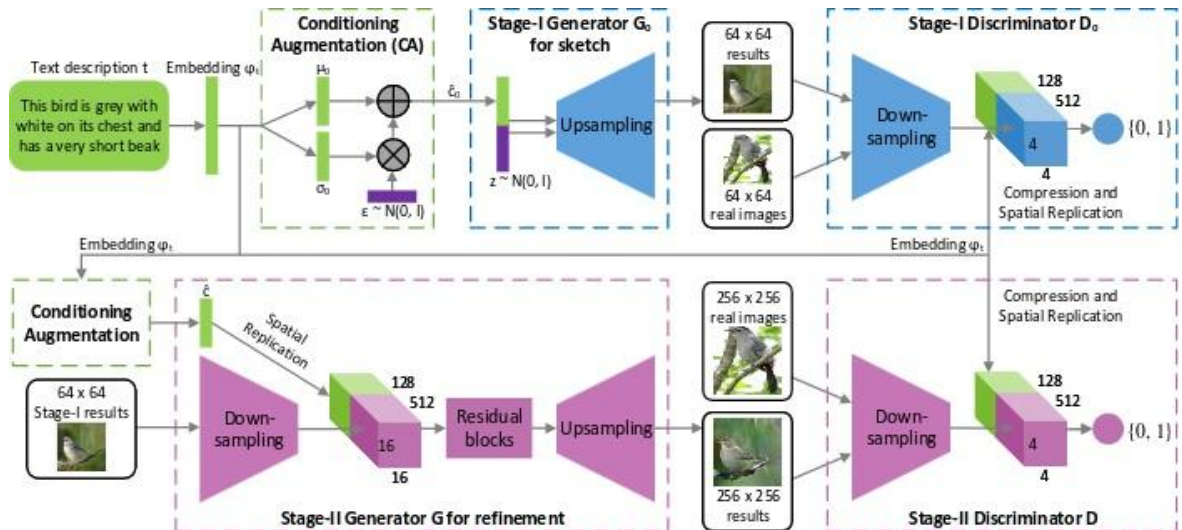 Text description t
This bird is grey with
white on its chest and
has a very short beak
Embedding φₜ
Conditioning
Augmentation (CA)
μ₀
σ₀
ε ~ N(0, I)
ĉ₀
Stage-I Generator G₀
for sketch
Upsampling
z ~ N(0, I)
64 x 64
results
64 x 64
real images
Stage-I Discriminator D₀
Down-
sampling
128
512
4
4
{0, 1}
Compression and
Spatial Replication
Embedding φₜ
Embedding φₜ
Conditioning
Augmentation
64 x 64
Stage-I results
ĉ
Spatial
Replication
Down-
sampling
128
512
16
16
Residual
blocks
Upsampling
Stage-II Generator G for refinement
256 x 256
real images
256 x 256
results
Compression and
Spatial Replication
Down-
sampling
128
512
4
4
{0, 1}
Stage-II Discriminator D